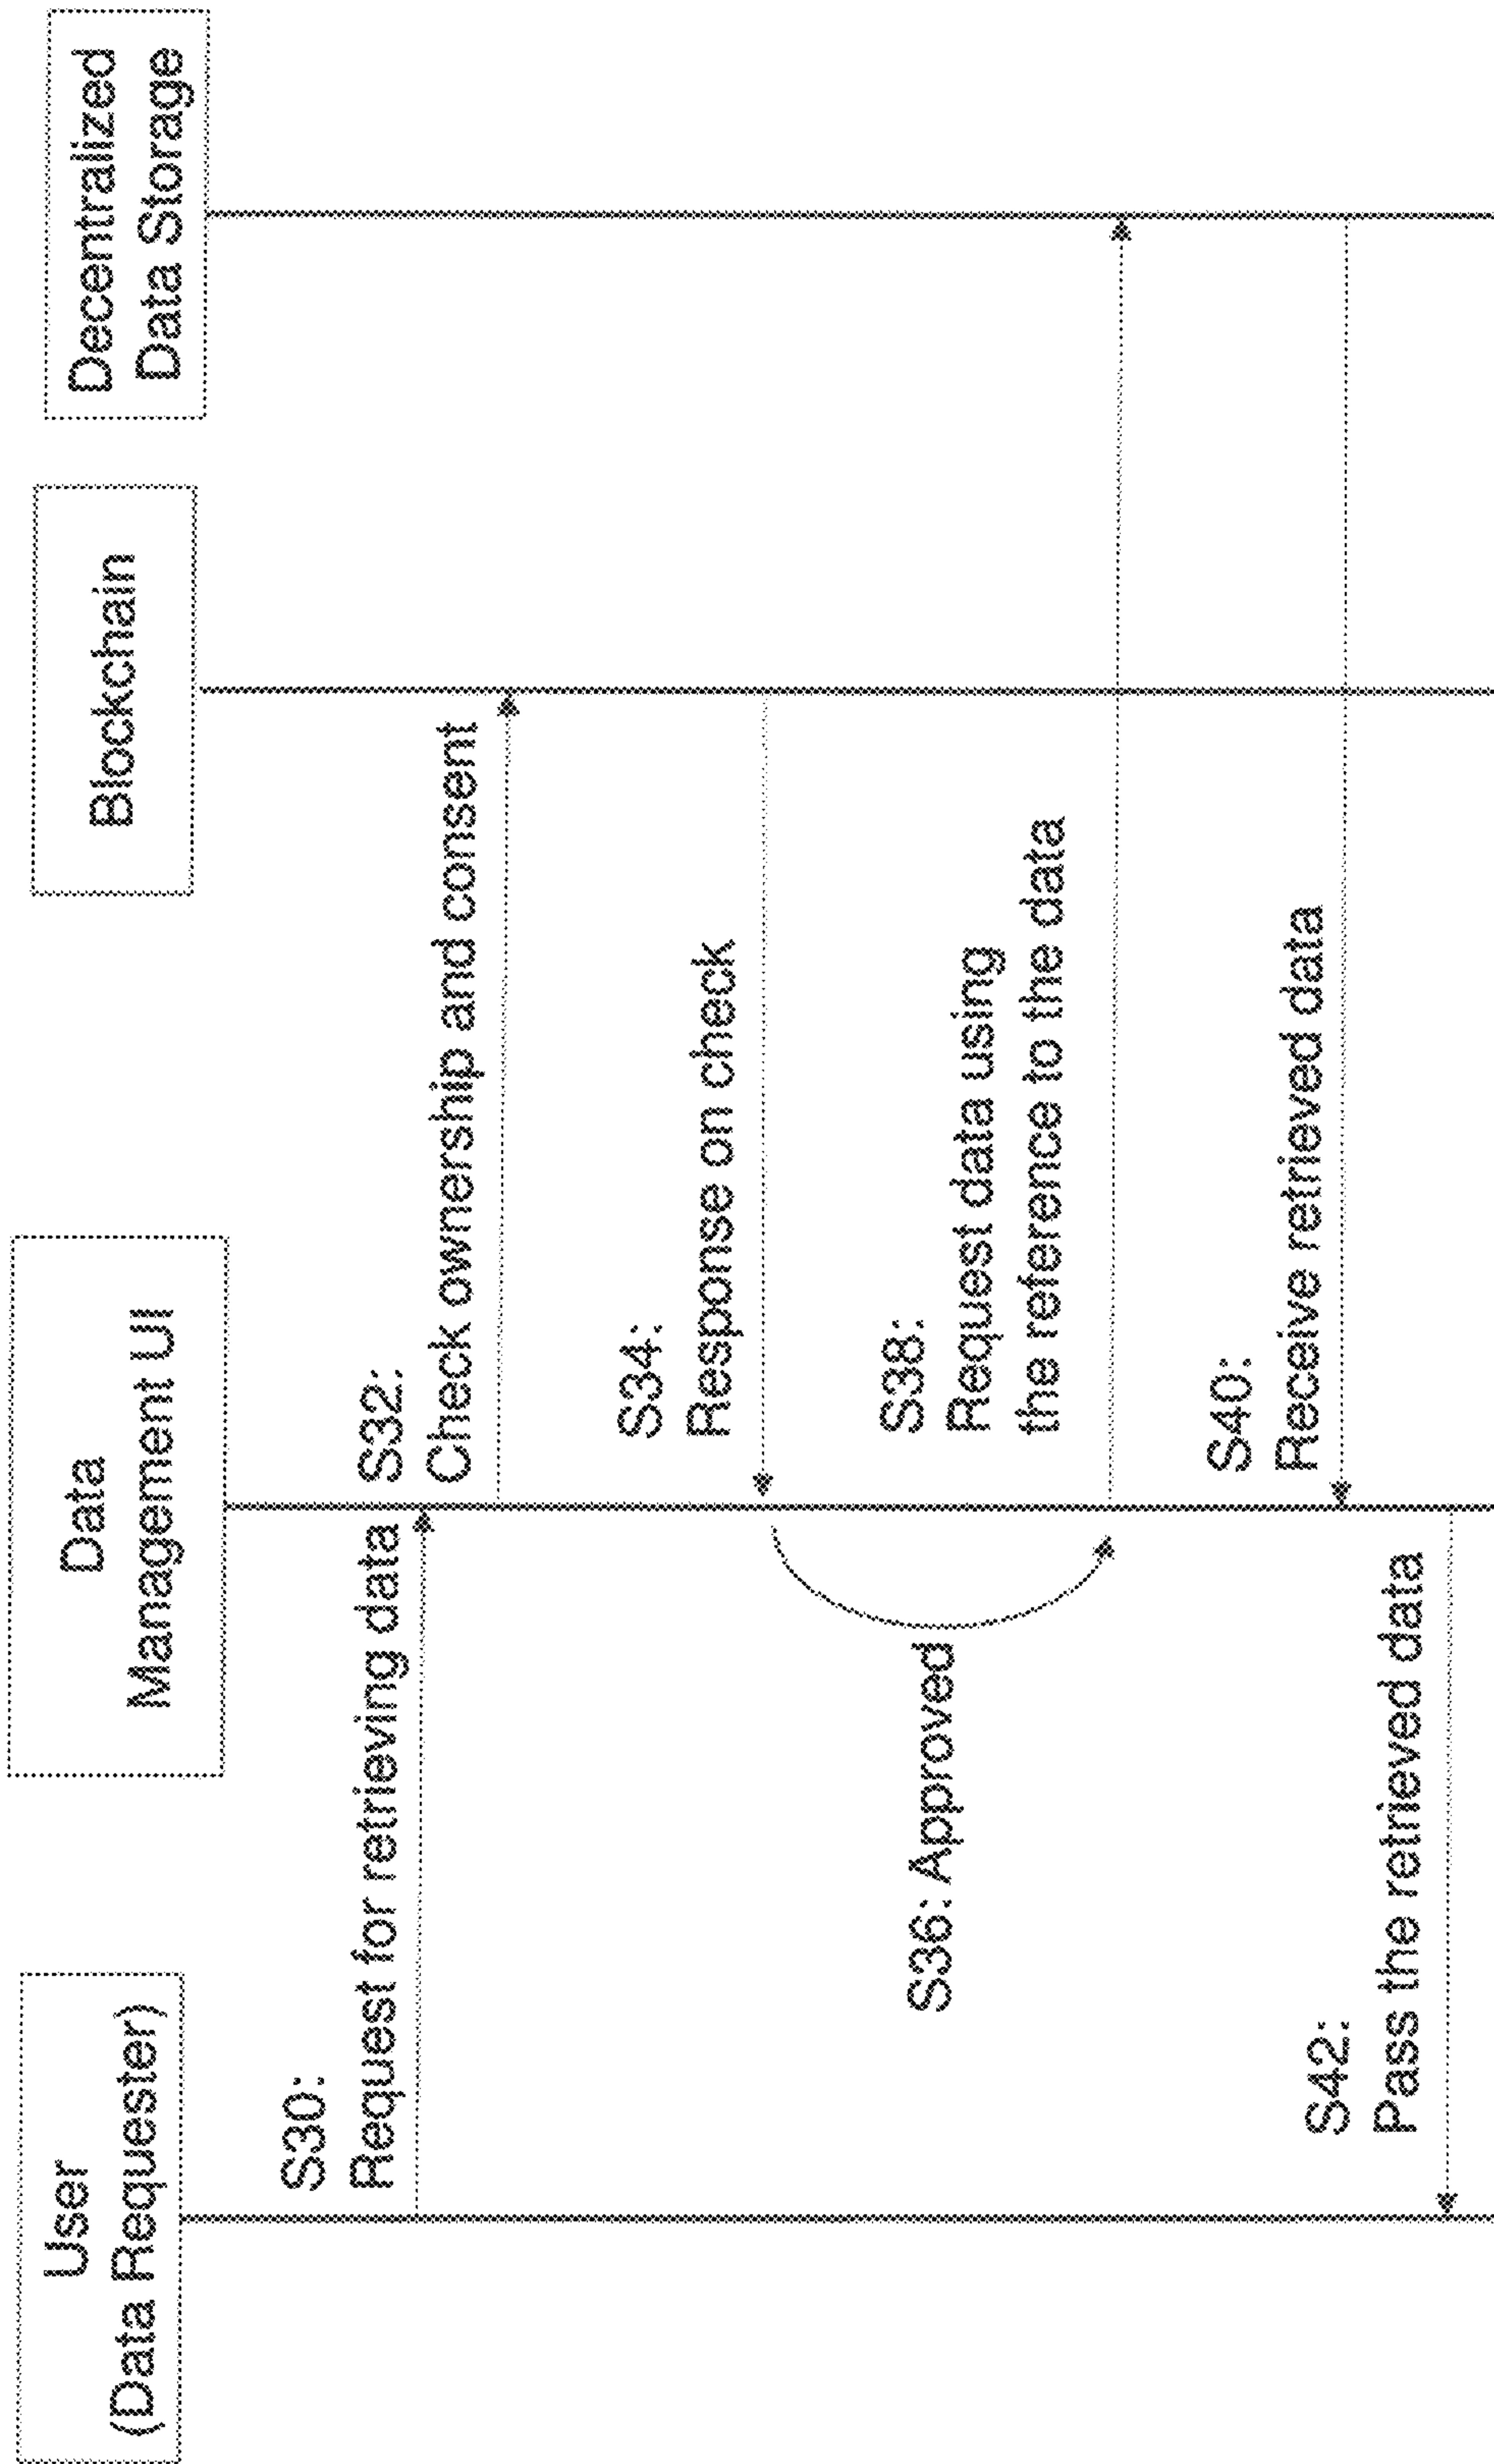 User
(Data Requester)
Data
Management UI
Blockchain
Decentralized
Data Storage
S30:
Request for retrieving data
S32:
Check ownership and consent
S34:
Response on check
S36: Approved
S38:
Request data using
the reference to the data
S40:
Receive retrieved data
S42:
Pass the retrieved data